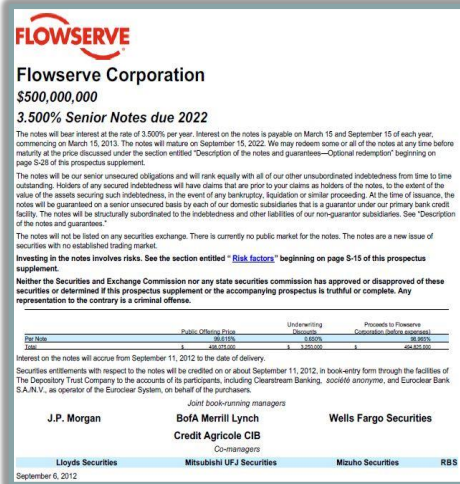 FLOWSERVE
Flowserve Corporation
$500,000,000
3.500% Senior Notes due 2022
The notes will bear interest at the rate of 3.500% per year. Interest on the notes is payable on March 15 and September 15 of each year,
commencing on March 15, 2013. The notes will mature on September 15, 2022. We may redeem some or all of the notes at any time before
maturity at the price discussed under the section entitled "Description of the notes and guarantees—Optional redemption" beginning on
page S-28 of this prospectus supplement.
The notes will be our senior unsecured obligations and will rank equally with all of our other unsubordinated indebtedness from time to time
outstanding. Holders of any secured indebtedness will have claims that are prior to your claims as holders of the notes, to the extent of the
value of the assets securing such indebtedness, in the event of any bankruptcy, liquidation or similar proceeding. At the time of issuance, the
notes will be guaranteed on a senior unsecured basis by each of our domestic subsidiaries that is a guarantor under our primary bank credit
facility. The notes will be structurally subordinated to the indebtedness and other liabilities of our non-guarantor subsidiaries. See "Description
of the notes and guarantees."
The notes will not be listed on any securities exchange. There is currently no public market for the notes. The notes are a new issue of
securities with no established trading market.
Investing in the notes involves risks. See the section entitled " Risk factors" beginning on page S-15 of this prospectus
supplement.
Neither the Securities and Exchange Commission nor any state securities commission has approved or disapproved of these
securities or determined if this prospectus supplement or the accompanying prospectus is truthful or complete. Any
representation to the contrary is a criminal offense.
Public Offering Price Underwriting Discounts Proceeds to Flowserve Corporation (before expenses)
Per Note 99.615% 0.650% 98.965%
Total $ 498,075,000 $ 3,250,000 $ 494,825,000
Interest on the notes will accrue from September 11, 2012 to the date of delivery.
Securities entitlements with respect to the notes will be credited on or about September 11, 2012, in book-entry form through the facilities of
The Depository Trust Company to the accounts of its participants, including Clearstream Banking, société anonyme, and Euroclear Bank
S.A./N.V., as operator of the Euroclear System, on behalf of the purchasers.
Joint book-running managers
J.P. Morgan BofA Merrill Lynch Wells Fargo Securities
Credit Agricole CIB
Co-managers
Lloyds Securities Mitsubishi UFJ Securities Mizuho Securities RBS
September 6, 2012